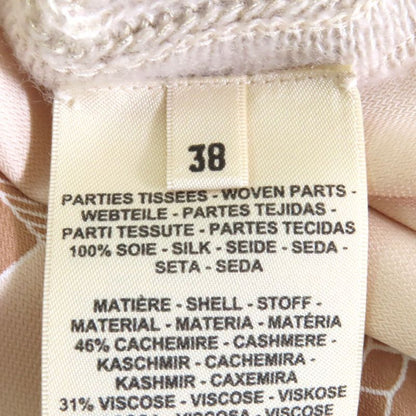 38
PARTIES TISSEES - WOVEN PARTS -
WEBTEILE - PARTES TEJIDAS -
PARTI TESSUTE - PARTES TECIDAS
100% SOIE - SILK - SEIDE - SEDA -
SETA - SEDA
MATIÈRE - SHELL - STOFF -
MATERIAL - MATERIA - MATÉRIA
46% CACHEMIRE - CASHMERE -
KASCHMIR - CACHEMIRA -
KASHMIR - CAXEMIRA
31% VISCOSE - VISCOSE - VISKOSE